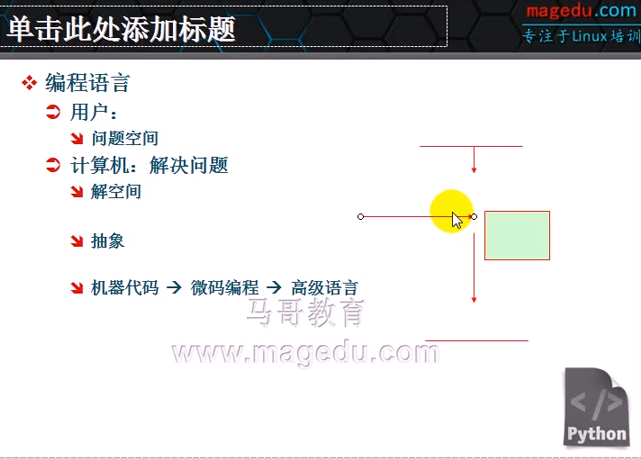 单击此处添加标题
magedu.com
专注于Linux培训
编程语言
用户：
问题空间
计算机：解决问题
解空间
抽象
机器代码 → 微码编程 → 高级语言
马哥教育
www.magedu.com
</>
Python